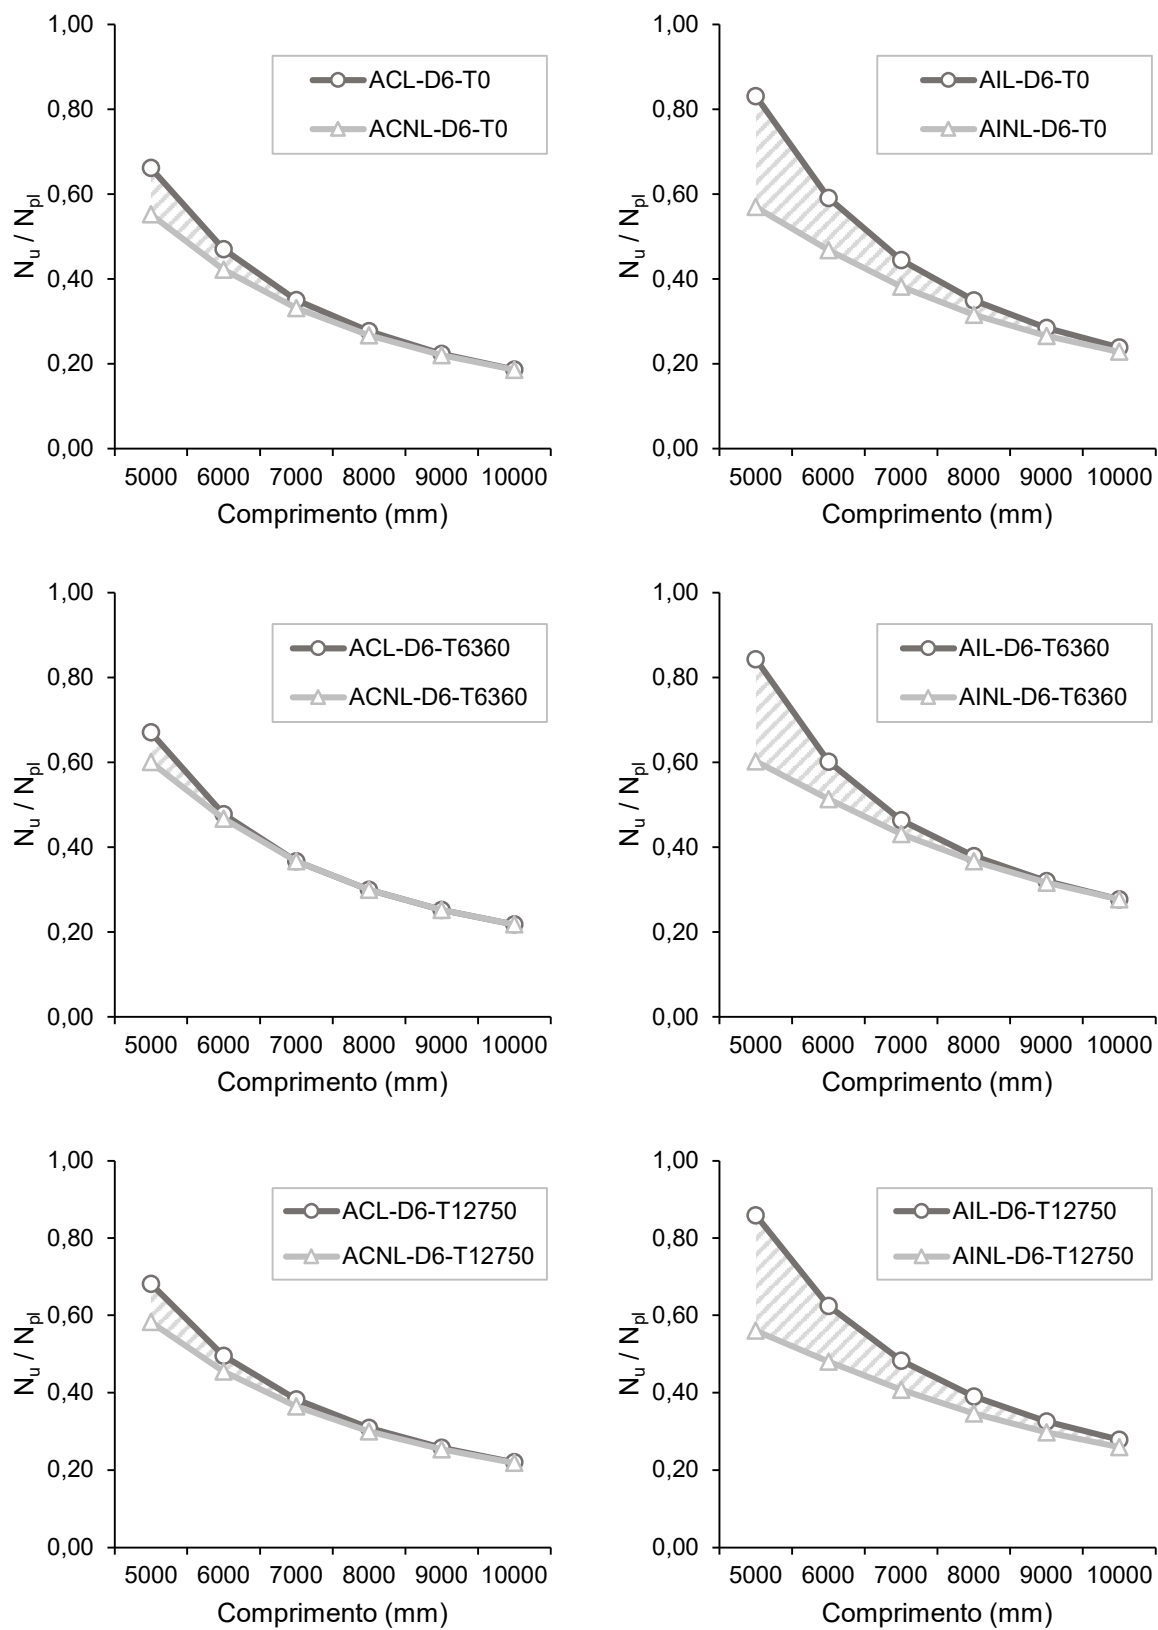 1,00
0,80
0,60
0,40
0,20
0,00
N_u / N_pl
ACL-D6-T0
ACNL-D6-T0
5000 6000 7000 8000 9000 10000
Comprimento (mm)
1,00
0,80
0,60
0,40
0,20
0,00
N_u / N_pl
AIL-D6-T0
AINL-D6-T0
5000 6000 7000 8000 9000 10000
Comprimento (mm)
1,00
0,80
0,60
0,40
0,20
0,00
N_u / N_pl
ACL-D6-T6360
ACNL-D6-T6360
5000 6000 7000 8000 9000 10000
Comprimento (mm)
1,00
0,80
0,60
0,40
0,20
0,00
N_u / N_pl
AIL-D6-T6360
AINL-D6-T6360
5000 6000 7000 8000 9000 10000
Comprimento (mm)
1,00
0,80
0,60
0,40
0,20
0,00
N_u / N_pl
ACL-D6-T12750
ACNL-D6-T12750
5000 6000 7000 8000 9000 10000
Comprimento (mm)
1,00
0,80
0,60
0,40
0,20
0,00
N_u / N_pl
AIL-D6-T12750
AINL-D6-T12750
5000 6000 7000 8000 9000 10000
Comprimento (mm)